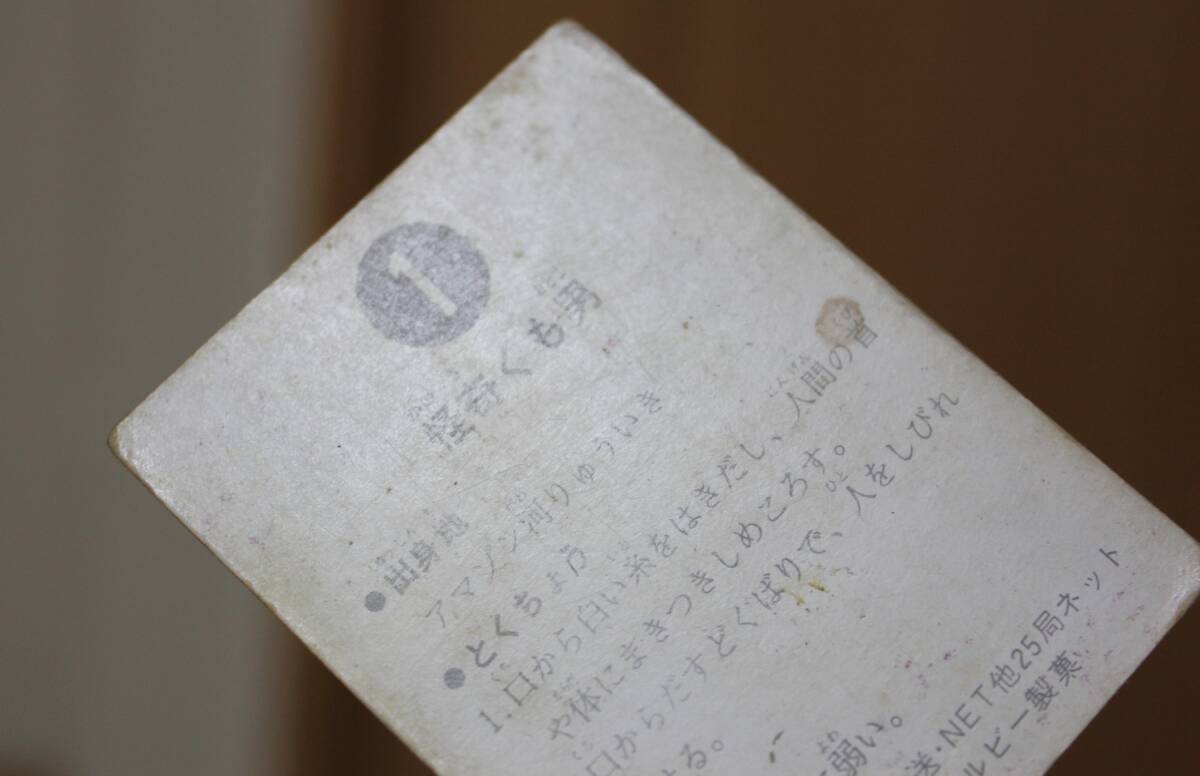 1
怪奇くも男
●出身地
アマゾン河りゅういき
●とくちょう
1.口から白い糸をはきだし、人間の首
や体にまきつきしめころす。
口からだすどくばりで、人をしびれ
る。
弱い。
送・NET他25局ネット
ルビー製菓